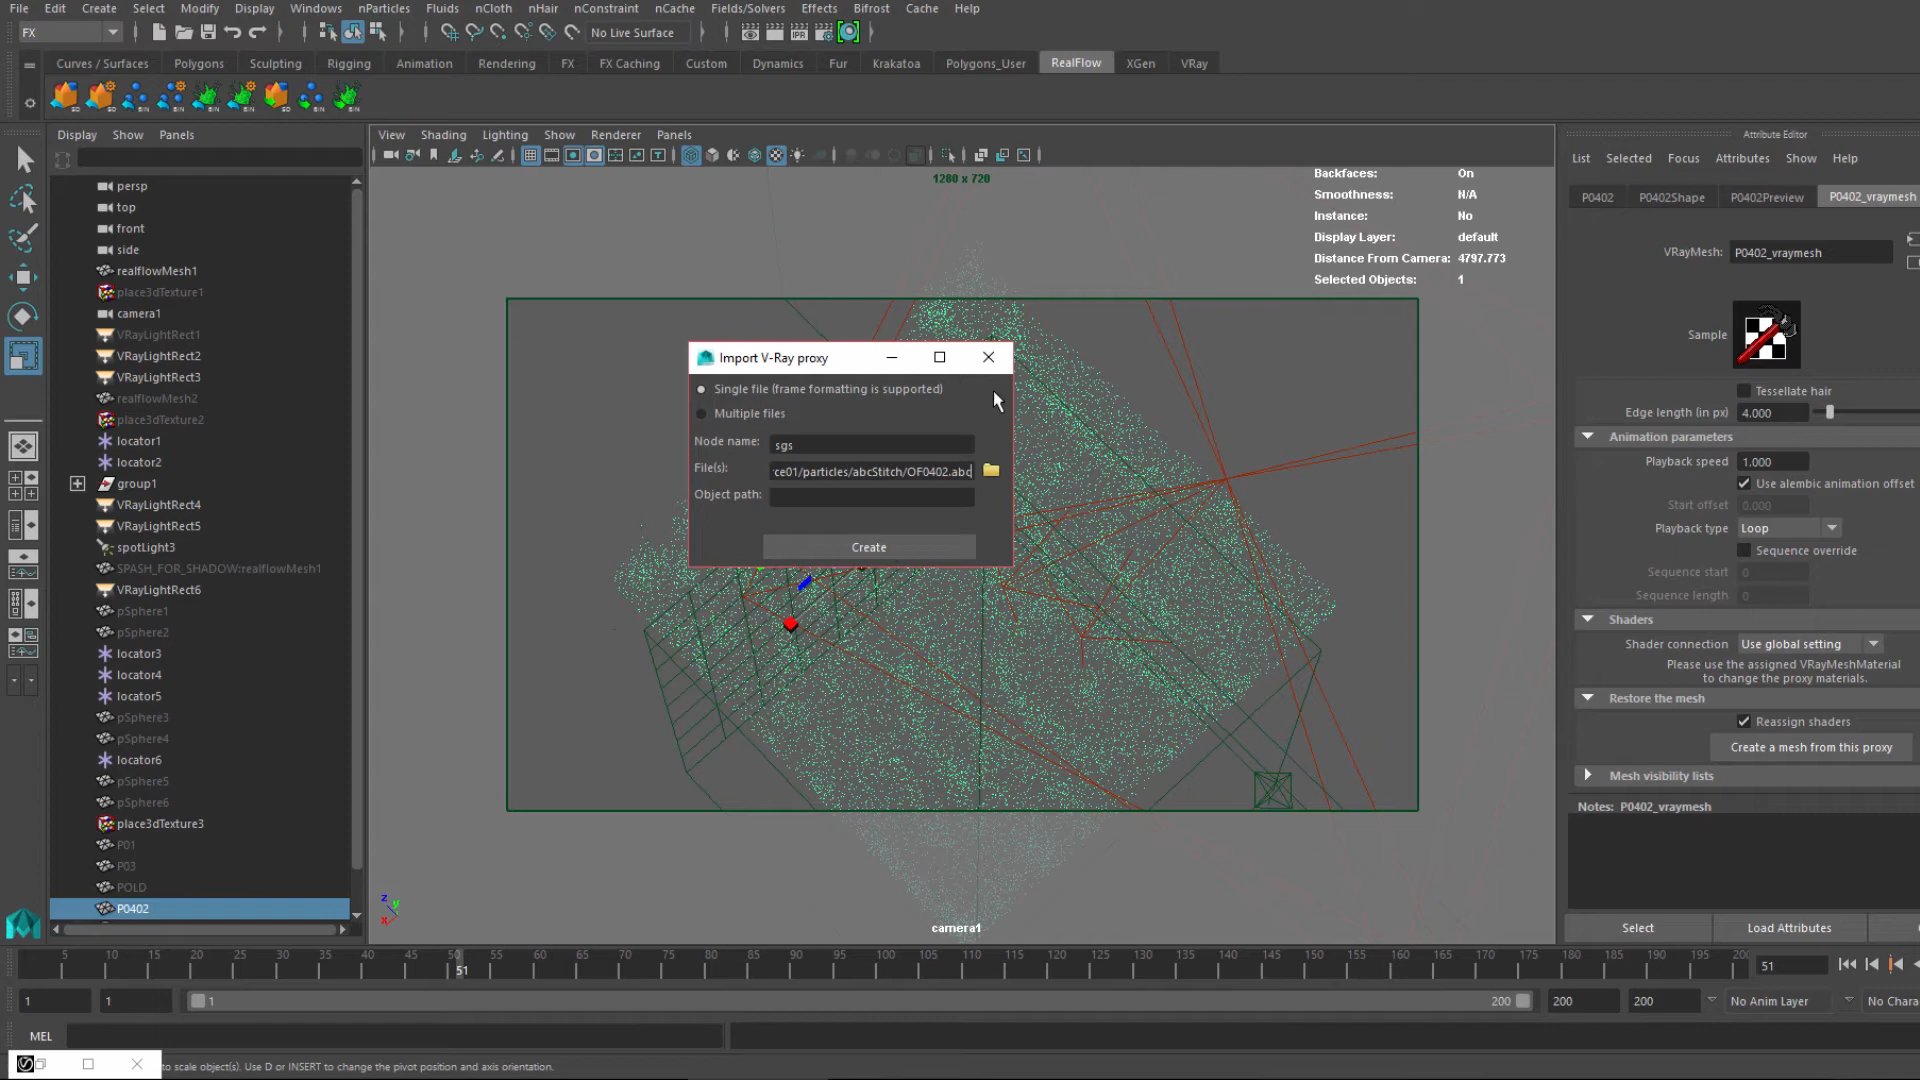 File Edit Create Select Modify Display Windows nParticles Fluids nCloth nHair nConstraint nCache Fields/Solvers Effects Bifrost Cache Help
FX No Live Surface IPR
Curves / Surfaces Polygons Sculpting Rigging Animation Rendering FX FX Caching Custom Dynamics Fur Krakatoa Polygons_User RealFlow XGen VRay
Display Show Panels
View Shading Lighting Show Renderer Panels
Attribute Editor
List Selected Focus Attributes Show Help
persp
top
front
side
realflowMesh1
place3dTexture1
camera1
VRayLightRect1
VRayLightRect2
VRayLightRect3
realflowMesh2
place3dTexture2
locator1
locator2
group1
VRayLightRect4
VRayLightRect5
spotLight3
SPASH_FOR_SHADOW:realflowMesh1
VRayLightRect6
pSphere1
pSphere2
locator3
locator4
locator5
pSphere3
pSphere4
locator6
pSphere5
pSphere6
place3dTexture3
P01
P03
POLD
P0402
1280 x 720
Backfaces: On
Smoothness: N/A
Instance: No
Display Layer: default
Distance From Camera: 4797.773
Selected Objects: 1
Import V-Ray proxy
Single file (frame formatting is supported)
Multiple files
Node name: sgs
File(s): ce01/particles/abcStitch/OF0402.abc
Object path:
Create
z y x
camera1
P0402 P0402Shape P0402Preview P0402_vraymesh
VRayMesh: P0402_vraymesh
Sample
Tessellate hair
Edge length (in px) 4.000
Animation parameters
Playback speed 1.000
Use alembic animation offset
Start offset 0.000
Playback type Loop
Sequence override
Sequence start 0
Sequence length 0
Shaders
Shader connection Use global setting
Please use the assigned VRayMeshMaterial
to change the proxy materials.
Restore the mesh
Reassign shaders
Create a mesh from this proxy
Mesh visibility lists
Notes: P0402_vraymesh
Select Load Attributes
5 10 15 20 25 30 35 40 45 50 55 60 65 70 75 80 85 90 95 100 105 110 115 120 125 130 135 140 145 150 155 160 165 170 175 180 185 190 195 200
51 51
1 1 1 200 200 200 No Anim Layer No Chara
MEL
to scale object(s). Use D or INSERT to change the pivot position and axis orientation.